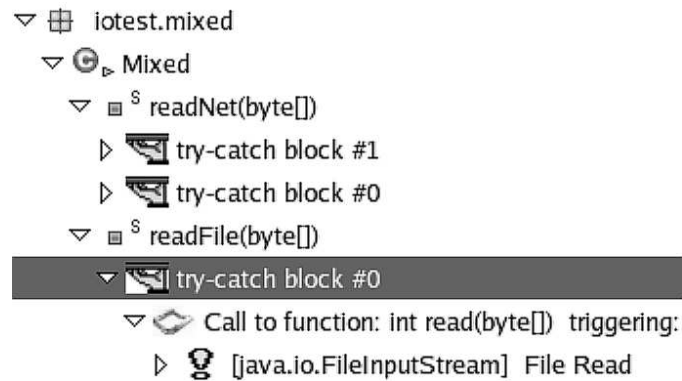 iotest.mixed
Mixed
S readNet(byte[])
try-catch block #1
try-catch block #0
S readFile(byte[])
try-catch block #0
Call to function: int read(byte[]) triggering:
[java.io.FileInputStream] File Read